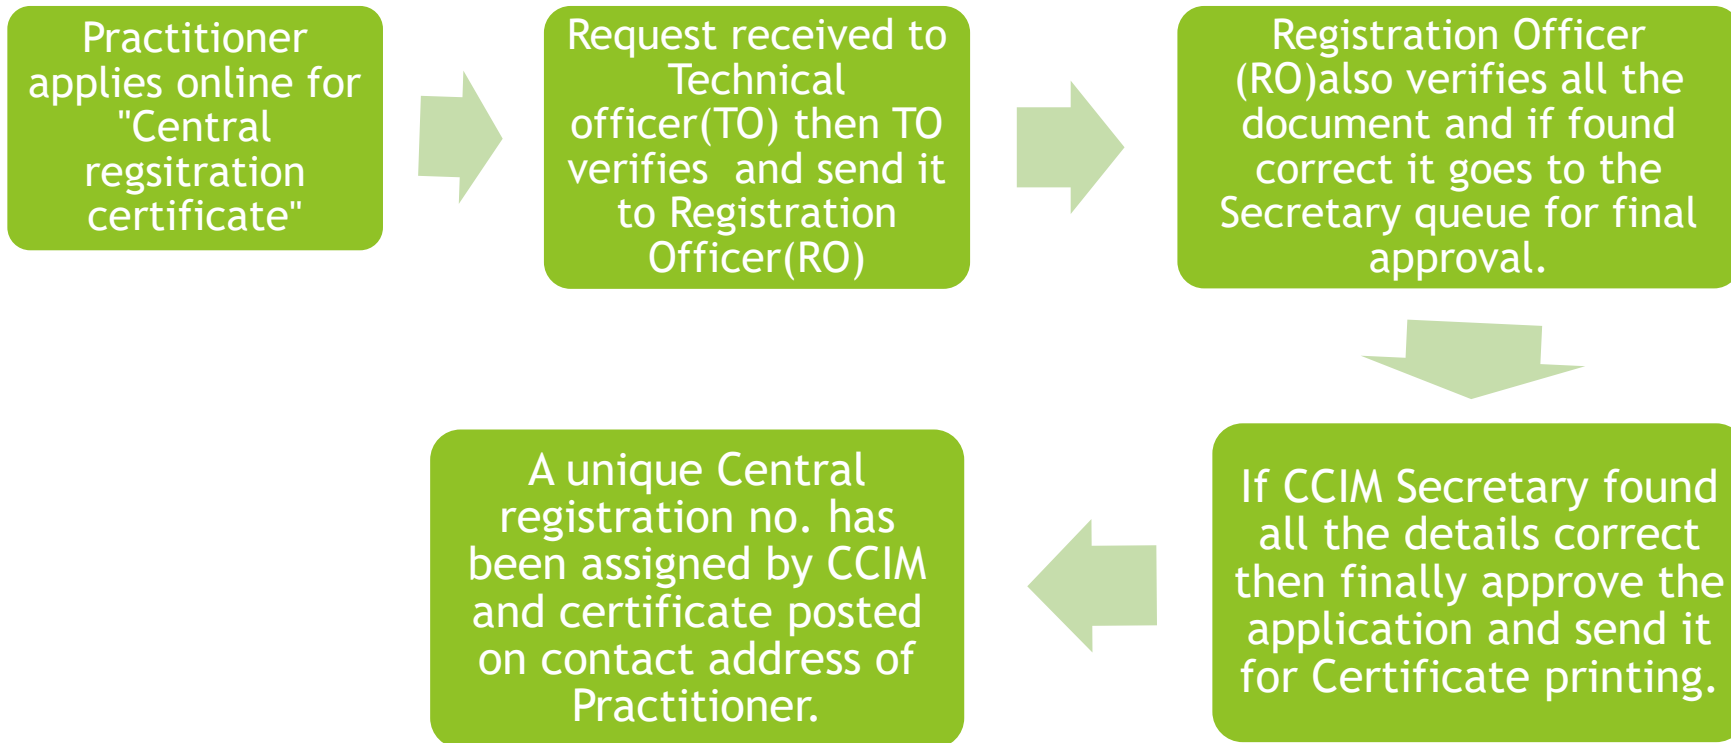 Practitioner
applies online for
"Central
regsitration
certificate"
Request received to
Technical
officer(TO) then TO
verifies and send it
to Registration
Officer(RO)
Registration Officer
(RO)also verifies all the
document and if found
correct it goes to the
Secretary queue for final
approval.
If CCIM Secretary found
all the details correct
then finally approve the
application and send it
for Certificate printing.
A unique Central
registration no. has
been assigned by CCIM
and certificate posted
on contact address of
Practitioner.